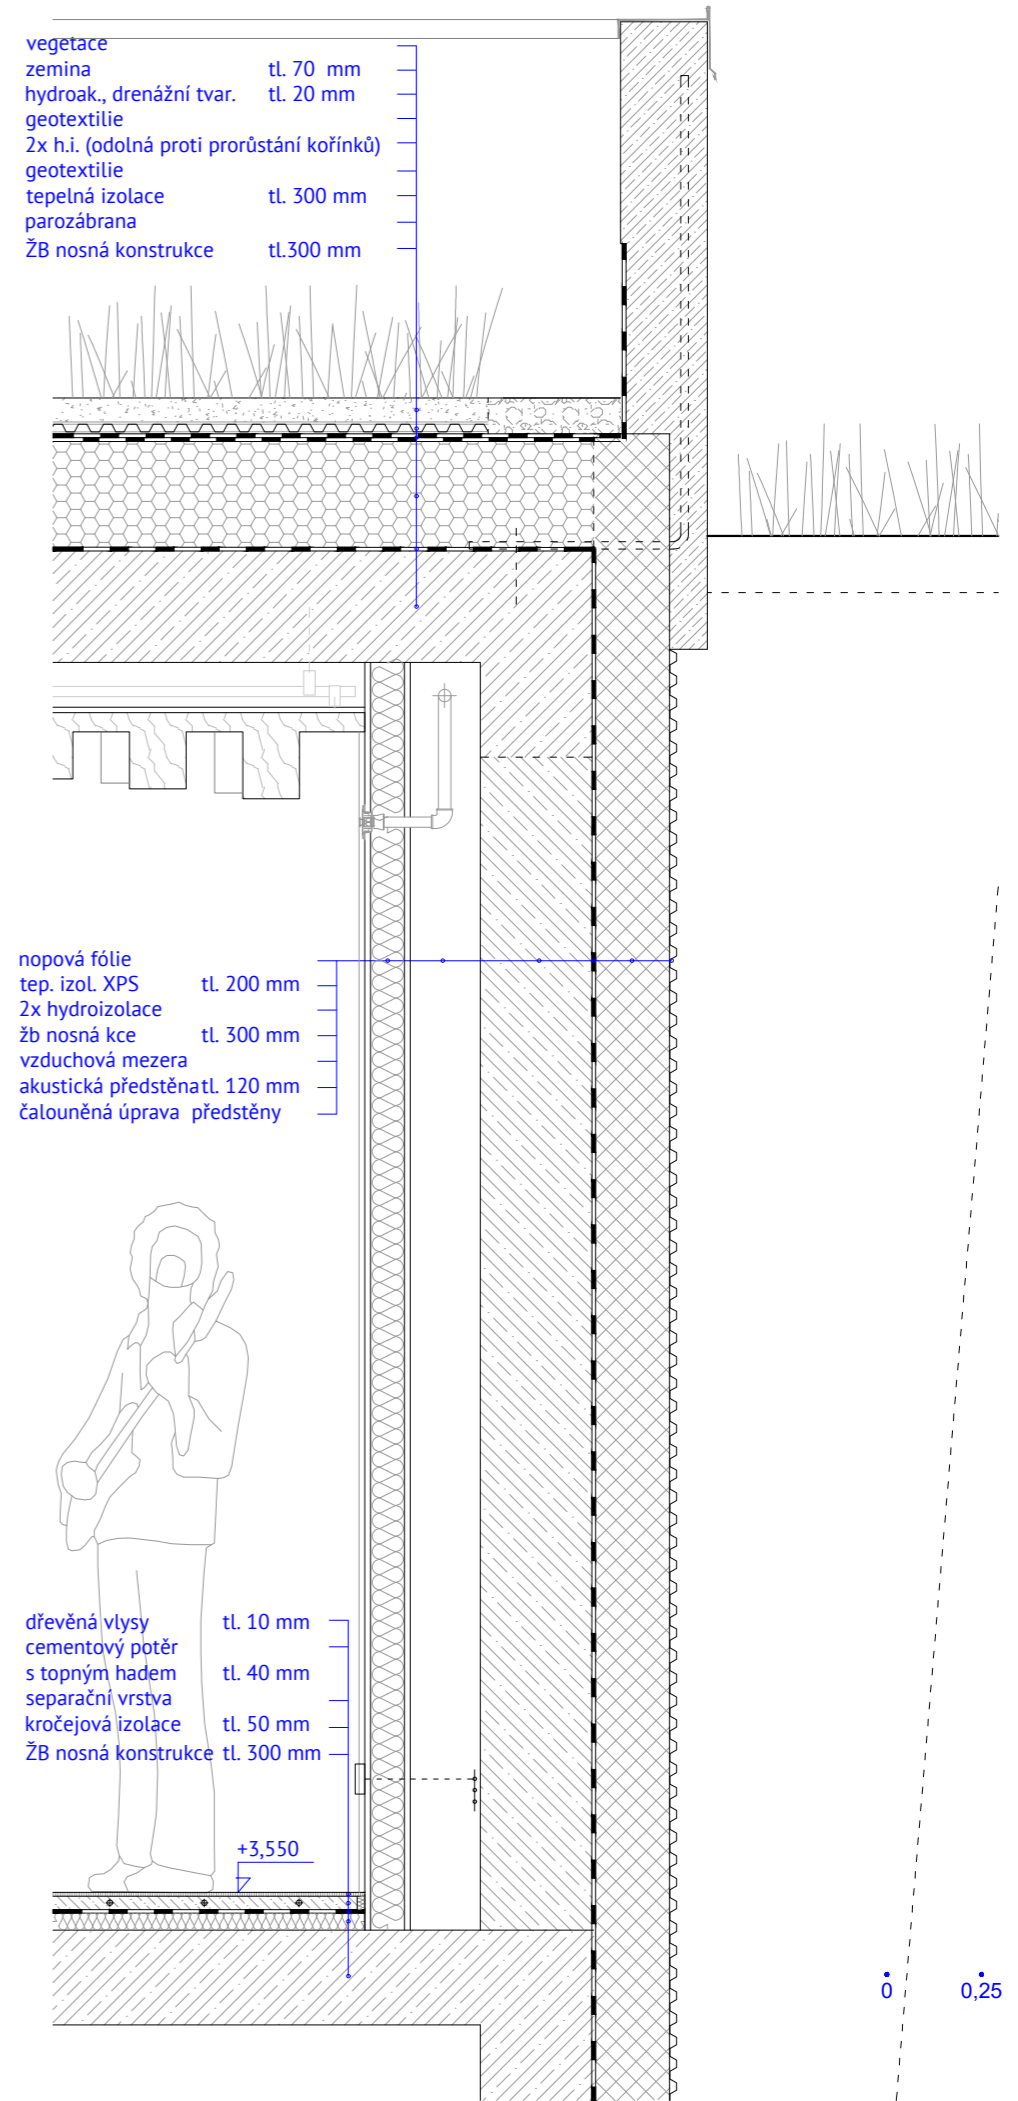 vegetace
zemina tl. 70 mm
hydroak., drenážní tvar. tl. 20 mm
geotextilie
2x h.i. (odolná proti prorůstání kořínků)
geotextilie
tepelná izolace tl. 300 mm
parozábrana
ŽB nosná konstrukce tl.300 mm
nopová fólie
tep. izol. XPS tl. 200 mm
2x hydroizolace
žb nosná kce tl. 300 mm
vzduchová mezera
akustická předstěna tl. 120 mm
čalouněná úprava předstěny
dřevěná vlysy tl. 10 mm
cementový potěr
s topným hadem tl. 40 mm
separační vrstva
kročejová izolace tl. 50 mm
ŽB nosná konstrukce tl. 300 mm
+3,550
0 0,25